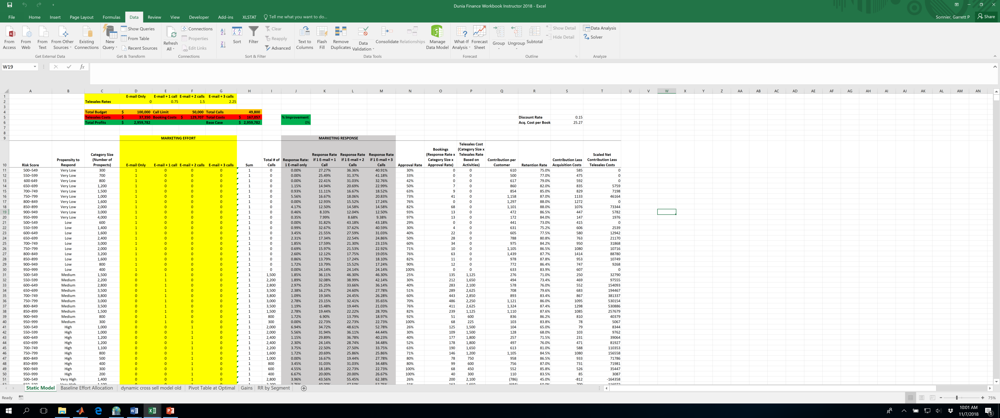 Dunia Finance Workbook Instructor 2018 - Excel
File Home Insert Page Layout Formulas Data Review View Developer Add-ins XLSTAT Tell me what you want to do... Sonnier, Garrett P Share
From Access From Web From Text From Other Sources Existing Connections New Query Show Queries From Table Recent Sources Refresh All Connections Properties Edit Links Sort Filter Clear Reapply Advanced Text to Columns Flash Fill Remove Duplicates Data Validation Consolidate Relationships Manage Data Model What-If Analysis Forecast Sheet Group Ungroup Subtotal Show Detail Hide Detail Data Analysis Solver
Get External Data Get & Transform Connections Sort & Filter Data Tools Forecast Outline Analyze
W19 fx
A B C D E F G H I J K L M N O P Q R S T U V W X Y Z AA AB AC AD AE AF AG AH AI AJ AK AL AM AN
1 E-mail Only E-mail + 1 call E-mail + 2 calls E-mail + 3 calls
2 Telesales Rates 0 0.75 1.5 2.25
3
4 Total Budget $ 100,000 Call Limit 50,000 Total Calls 49,800
5 Telesales Costs $ 37,350 Booking Costs $ 129,707 Total Costs $ 167,057 % Improvement Discount Rate 0.15
6 Total Profits $ 2,959,782 Base Case $ 2,959,782 0% Acq. Cost per Book 25.27
7
8
9 MARKETING EFFORT MARKETING RESPONSE
10 Risk Score Propensity to Respond Category Size (Number of Prospects) E-mail Only E-mail + 1 call E-mail + 2 calls E-mail + 3 calls Sum Total # of Calls Response Rate: 1 E-mail only Response Rate if 1 E-mail + 1 Call Response Rate if 1 E-mail + 2 Calls Response Rate if 1 E-mail + 3 Calls Approval Rate Bookings (Response Rate x Category Size x Approval Rate) Telesales Cost (Category Size x Telesales Rate Based on Activities) Contribution per Customer Retention Rate Contribution Less Acquisition Costs Scaled Net Contribution Less Telesales Costs
11 500–549 Very Low 300 1 0 0 0 1 0 0.00% 27.27% 36.36% 40.91% 30% 0 0 610 75.0% 585 0
12 550–599 Very Low 700 1 0 0 0 1 0 0.00% 25.49% 31.37% 41.18% 33% 0 0 500 77.0% 475 0
13 600-649 Very Low 800 1 0 0 0 1 0 0.00% 22.41% 31.03% 32.76% 42% 0 0 617 79.0% 592 0
14 650–699 Very Low 1,200 1 0 0 0 1 0 1.15% 14.94% 20.69% 22.99% 50% 7 0 860 82.0% 835 5759
15 700–749 Very Low 1,500 1 0 0 0 1 0 0.93% 11.11% 16.67% 18.52% 63% 9 0 854 85.0% 829 7198
16 750–799 Very Low 1,000 1 0 0 0 1 0 5.56% 16.67% 18.06% 20.83% 73% 41 0 1,158 87.0% 1133 46164
17 800–849 Very Low 1,600 1 0 0 0 1 0 0.00% 12.93% 15.52% 17.24% 76% 0 0 1,297 88.0% 1272 0
18 850–899 Very Low 2,000 1 0 0 0 1 0 4.17% 12.50% 14.58% 14.58% 82% 68 0 1,101 88.0% 1076 73344
19 900–949 Very Low 3,000 1 0 0 0 1 0 0.46% 8.33% 12.04% 12.50% 93% 13 0 472 86.5% 447 5782
20 950–999 Very Low 4,000 1 0 0 0 1 0 0.35% 7.99% 8.68% 9.38% 97% 13 0 172 84.0% 147 1976
21 500–549 Low 600 1 0 0 0 1 0 0.00% 31.82% 43.18% 43.18% 29% 0 0 441 73.0% 415 0
22 550–599 Low 1,400 1 0 0 0 1 0 0.99% 32.67% 37.62% 40.59% 30% 4 0 631 75.2% 606 2539
23 600–649 Low 1,600 1 0 0 0 1 0 3.45% 21.55% 27.59% 31.03% 40% 22 0 605 77.5% 580 12942
24 650–699 Low 2,400 1 0 0 0 1 0 2.31% 17.34% 22.54% 24.86% 50% 28 0 788 80.8% 763 21170
25 700–749 Low 3,000 1 0 0 0 1 0 1.85% 17.59% 21.30% 23.15% 60% 34 0 975 84.2% 950 31868
26 750–799 Low 2,000 1 0 0 0 1 0 0.69% 15.97% 21.53% 22.92% 71% 10 0 1,105 86.5% 1080 10716
27 800–849 Low 3,200 1 0 0 0 1 0 2.60% 12.12% 17.75% 19.05% 76% 63 0 1,439 87.7% 1414 88780
28 850–899 Low 1,600 1 0 0 0 1 0 0.86% 13.79% 17.24% 18.10% 82% 11 0 978 87.8% 953 10749
29 900–949 Low 800 1 0 0 0 1 0 1.72% 13.79% 15.52% 17.24% 90% 12 0 772 86.4% 747 9268
30 950–999 Low 400 1 0 0 0 1 0 0.00% 24.14% 24.14% 24.14% 100% 0 0 633 83.9% 607 0
31 500–549 Medium 1,500 0 1 0 0 1 1,500 1.85% 36.11% 46.30% 46.30% 25% 135 1,125 276 71.0% 250 32790
32 550–599 Medium 2,200 0 1 0 0 1 2,200 1.89% 32.08% 38.99% 42.14% 30% 212 1,650 494 73.4% 469 97555
33 600–649 Medium 2,800 0 1 0 0 1 2,800 2.97% 25.25% 33.66% 36.14% 40% 283 2,100 578 76.0% 552 154093
34 650–699 Medium 3,500 0 1 0 0 1 3,500 2.38% 16.27% 24.60% 27.78% 51% 289 2,625 708 79.6% 683 194467
35 700–749 Medium 3,800 0 1 0 0 1 3,800 1.09% 19.34% 24.45% 26.28% 60% 443 2,850 893 83.4% 867 381337
36 750–799 Medium 3,000 0 1 0 0 1 3,000 2.78% 23.15% 32.41% 35.65% 70% 486 2,250 1,121 86.0% 1095 530154
37 800–849 Medium 3,500 0 1 0 0 1 3,500 1.19% 15.48% 19.44% 21.03% 76% 411 2,625 1,324 87.4% 1298 530886
38 850–899 Medium 1,500 0 1 0 0 1 1,500 2.78% 19.44% 22.22% 28.70% 82% 239 1,125 1,110 87.6% 1085 257679
39 900–949 Medium 800 0 1 0 0 1 800 1.72% 6.90% 13.79% 18.97% 92% 51 600 836 86.2% 810 40379
40 950–999 Medium 300 0 1 0 0 1 300 0.00% 22.73% 22.73% 22.73% 100% 68 225 103 83.8% 78 5067
41 500–549 High 1,000 0 0 1 0 1 2,000 6.94% 34.72% 48.61% 52.78% 26% 125 1,500 104 65.0% 79 8344
42 550–599 High 1,000 0 0 1 0 1 2,000 5.56% 31.94% 36.11% 44.44% 30% 109 1,500 128 68.0% 103 9762
43 600–649 High 1,200 0 0 1 0 1 2,400 1.15% 29.89% 36.78% 40.23% 40% 177 1,800 257 71.5% 231 39064
44 650–699 High 1,200 0 0 1 0 1 2,400 2.30% 24.14% 28.74% 34.48% 52% 178 1,800 497 76.0% 471 81927
45 700–749 High 1,100 0 0 1 0 1 2,200 3.75% 22.50% 27.50% 33.75% 63% 190 1,650 613 81.0% 588 110353
46 750–799 High 800 0 0 1 0 1 1,600 1.72% 20.69% 25.86% 25.86% 71% 146 1,200 1,105 84.5% 1080 156558
47 800–849 High 500 0 0 1 0 1 1,000 0.00% 16.67% 19.44% 27.78% 80% 78 750 958 86.5% 933 71786
48 850–899 High 400 0 0 1 0 1 800 3.45% 31.03% 31.03% 34.48% 80% 99 600 756 87.0% 731 71981
49 900–949 High 300 0 0 1 0 1 600 4.55% 18.18% 22.73% 22.73% 100% 68 450 552 85.8% 526 35447
50 950–999 High 200 0 0 1 0 1 400 6.67% 20.00% 20.00% 26.67% 100% 40 300 110 83.5% 85 3087
51 500–549 Very High 1,400 0 0 1 0 1 2,800 3.96% 43.56% 55.45% 62.38% 26% 200 2,100 (786) 45.0% -812 -164358
Static Model Baseline Effort Allocation dynamic cross sell model old Pivot Table at Optimal Gains RR by Segment
Ready 75%
10:01 AM
11/7/2018